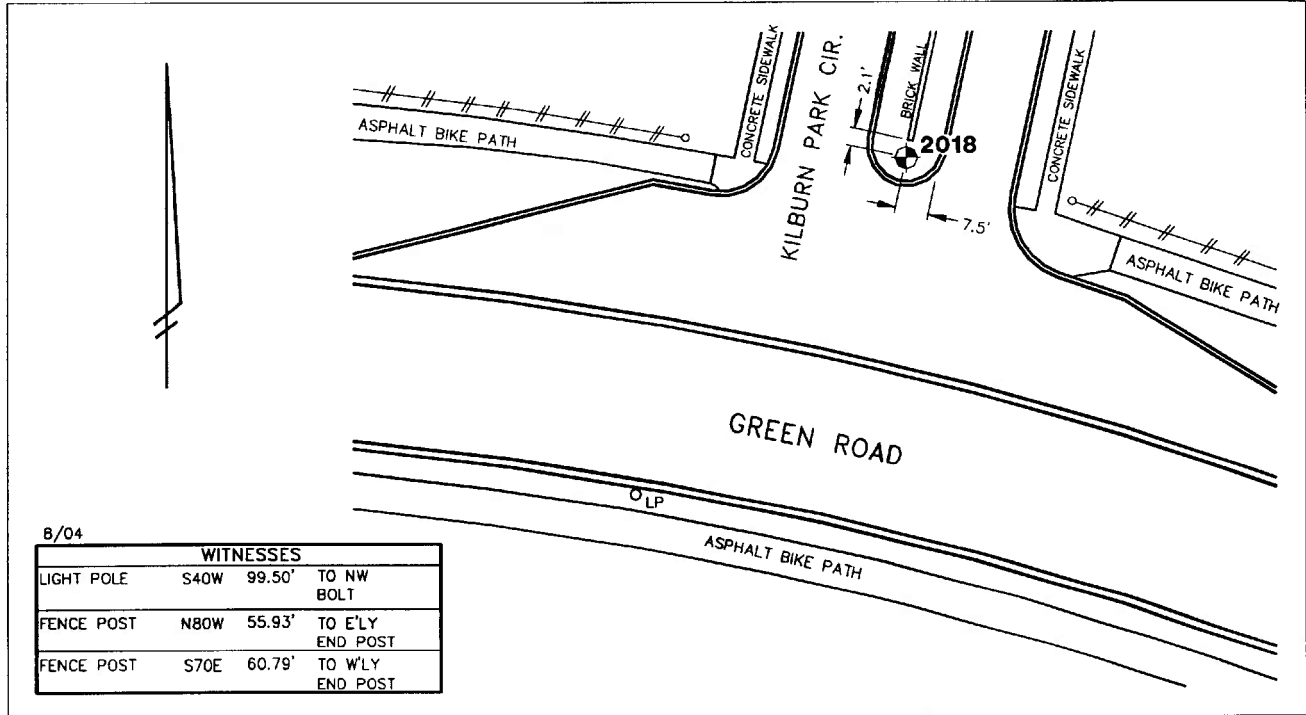 KILBURN PARK CIR.
CONCRETE SIDEWALK
BRICK WALL
2.1'
2018
7.5'
CONCRETE SIDEWALK
ASPHALT BIKE PATH
ASPHALT BIKE PATH
GREEN ROAD
LP
ASPHALT BIKE PATH
8/04
WITNESSES
LIGHT POLE S40W 99.50' TO NW
BOLT
FENCE POST N80W 55.93' TO E'LY
END POST
FENCE POST S70E 60.79' TO W'LY
END POST